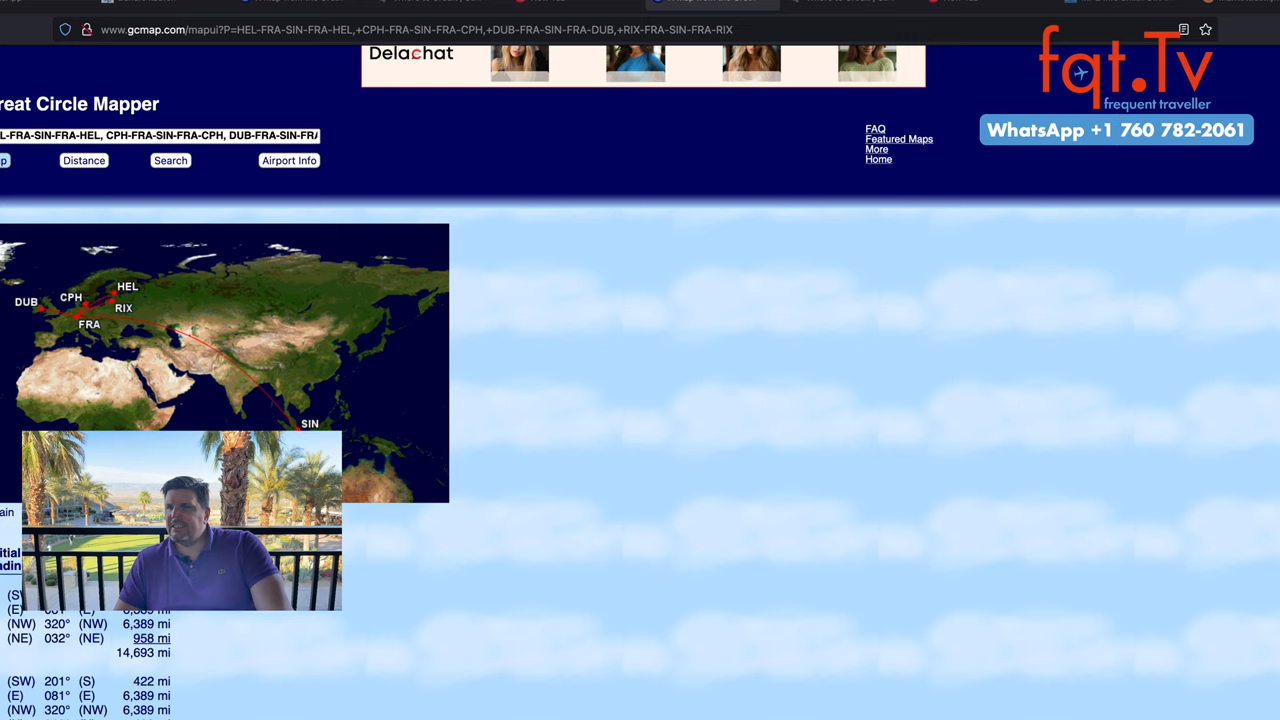 www.gcmap.com/mapui?P=HEL-FRA-SIN-FRA-HEL,+CPH-FRA-SIN-FRA-CPH,+DUB-FRA-SIN-FRA-DUB,+RIX-FRA-SIN-FRA-RIX
fqt.Tv
frequent traveller
WhatsApp +1 760 782-2061
Delachat
reat Circle Mapper
L-FRA-SIN-FRA-HEL, CPH-FRA-SIN-FRA-CPH, DUB-FRA-SIN-FRA
p
Distance
Search
Airport Info
FAQ
Featured Maps
More
Home
HEL
CPH
DUB
RIX
FRA
SIN
ain
itial
adin
(E)
(NW) 320° (NW) 6,389 mi
(NE) 032° (NE) 958 mi
14,693 mi
(SW) 201° (S) 422 mi
(E) 081° (E) 6,389 mi
(NW) 320° (NW) 6,389 mi